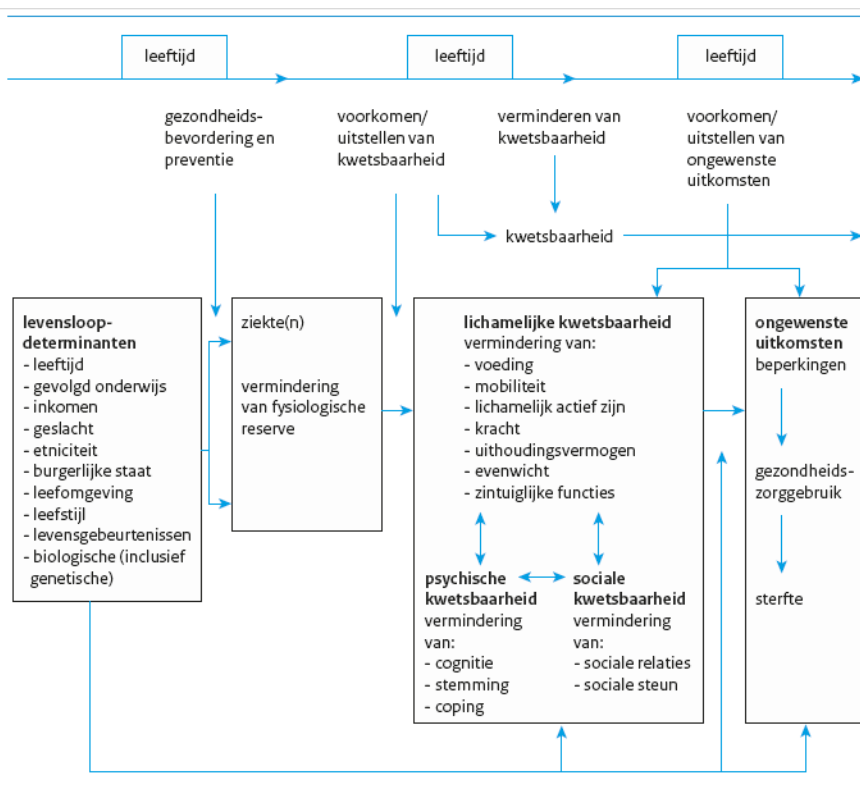 leeftijd
leeftijd
leeftijd
gezondheids-
bevordering en
preventie
voorkomen/
uitstellen van
kwetsbaarheid
verminderen van
kwetsbaarheid
voorkomen/
uitstellen van
ongewenste
uitkomsten
kwetsbaarheid
levensloop-
determinanten
- leeftijd
- gevolgd onderwijs
- inkomen
- geslacht
- etniciteit
- burgerlijke staat
- leefomgeving
- leefstijl
- levensgebeurtenissen
- biologische (inclusief
genetische)
ziekte(n)
vermindering
van fysiologische
reserve
lichamelijke kwetsbaarheid
vermindering van:
- voeding
- mobiliteit
- lichamelijk actief zijn
- kracht
- uithoudingsvermogen
- evenwicht
- zintuiglijke functies
psychische
kwetsbaarheid
vermindering
van:
- cognitie
- stemming
- coping
sociale
kwetsbaarheid
vermindering
van:
- sociale relaties
- sociale steun
ongewenste
uitkomsten
beperkingen
gezondheids-
zorggebruik
sterfte